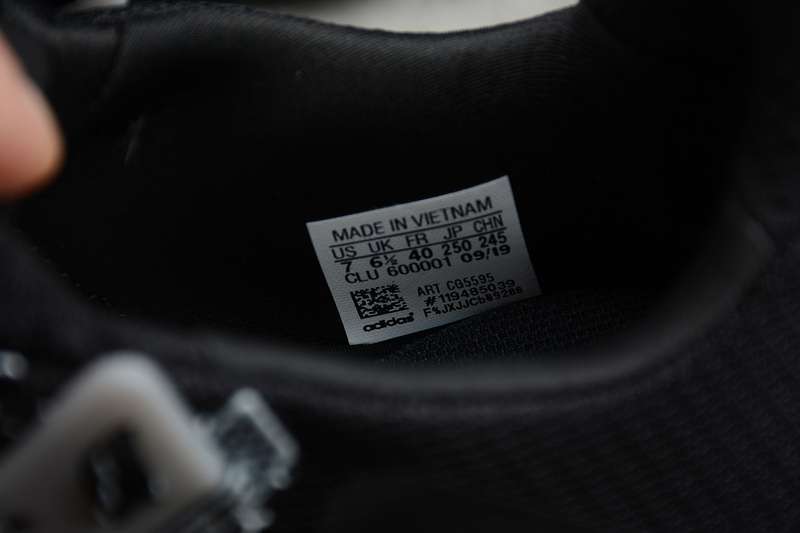 MADE IN VIETNAM
US UK FR JP CHN
7 6½ 40 250 245
CLU 600001 09/19
ART CG5595
#119485039
adidas